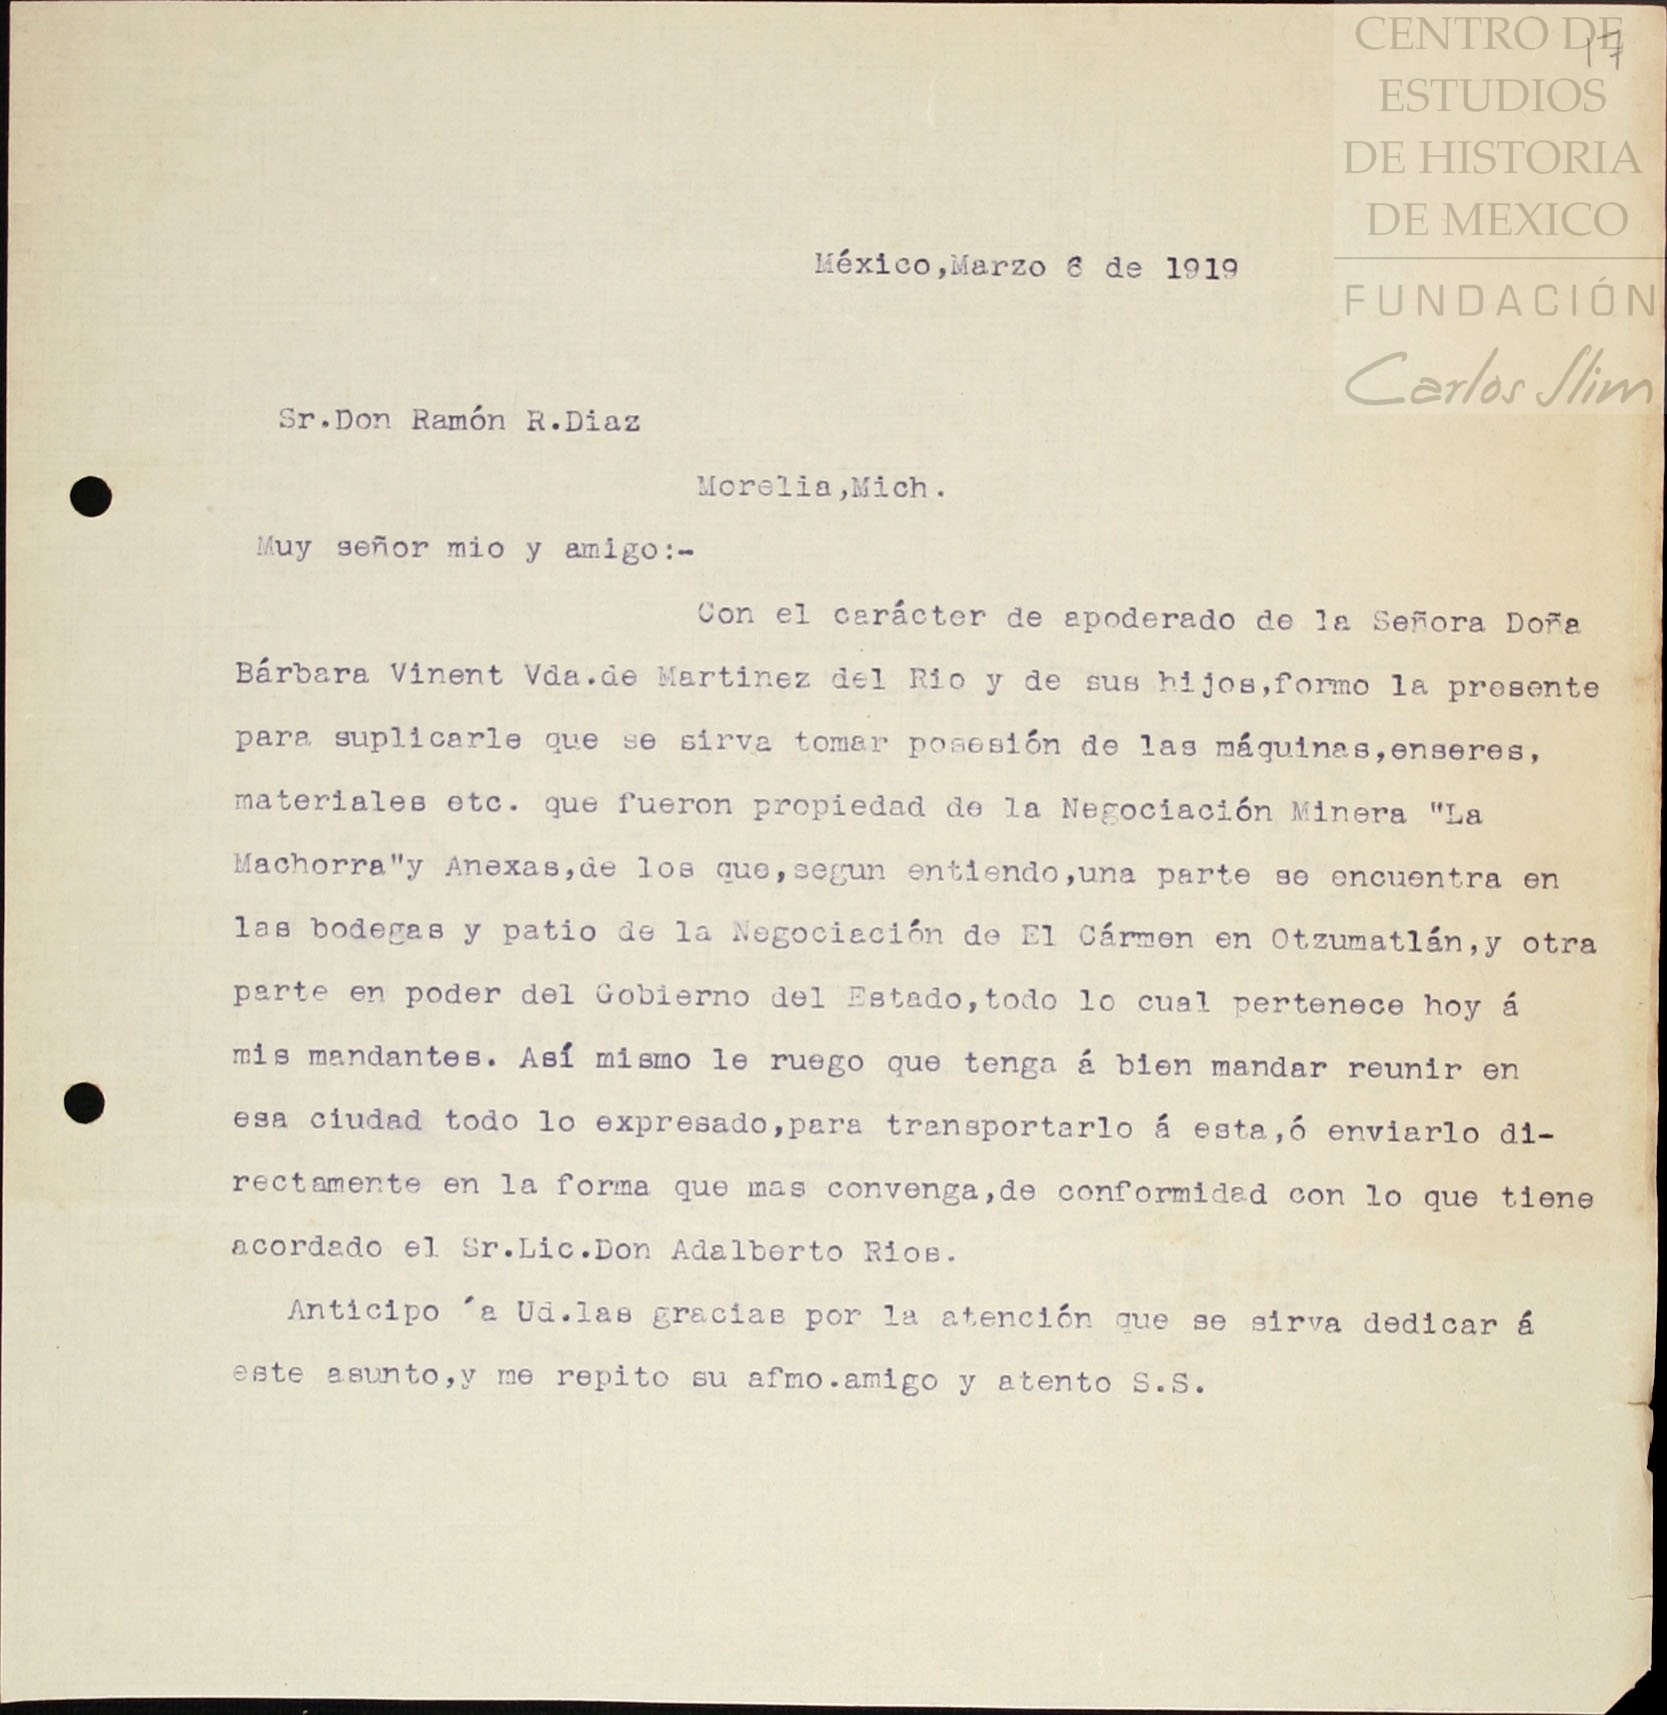 CENTRO DE
ESTUDIOS
DE HISTORIA
DE MEXICO
FUNDACIÓN
Carlos Slim
17
México,Marzo 6 de 1919
Sr.Don Ramón R.Diaz
Morelia,Mich.
Muy señor mio y amigo:-
Con el carácter de apoderado de la Señora Doña
Bárbara Vinent Vda.de Martinez del Rio y de sus hijos,formo la presente
para suplicarle que se sirva tomar posesión de las máquinas,enseres,
materiales etc. que fueron propiedad de la Negociación Minera "La
Machorra"y Anexas,de los que,segun entiendo,una parte se encuentra en
las bodegas y patio de la Negociación de El Cármen en Otzumatlán,y otra
parte en poder del Gobierno del Estado,todo lo cual pertenece hoy á
mis mandantes. Así mismo le ruego que tenga á bien mandar reunir en
esa ciudad todo lo expresado,para transportarlo á esta,ó enviarlo di-
rectamente en la forma que mas convenga,de conformidad con lo que tiene
acordado el Sr.Lic.Don Adalberto Rios.
Anticipo ´a Ud.las gracias por la atención que se sirva dedicar á
este asunto,y me repito su afmo.amigo y atento S.S.